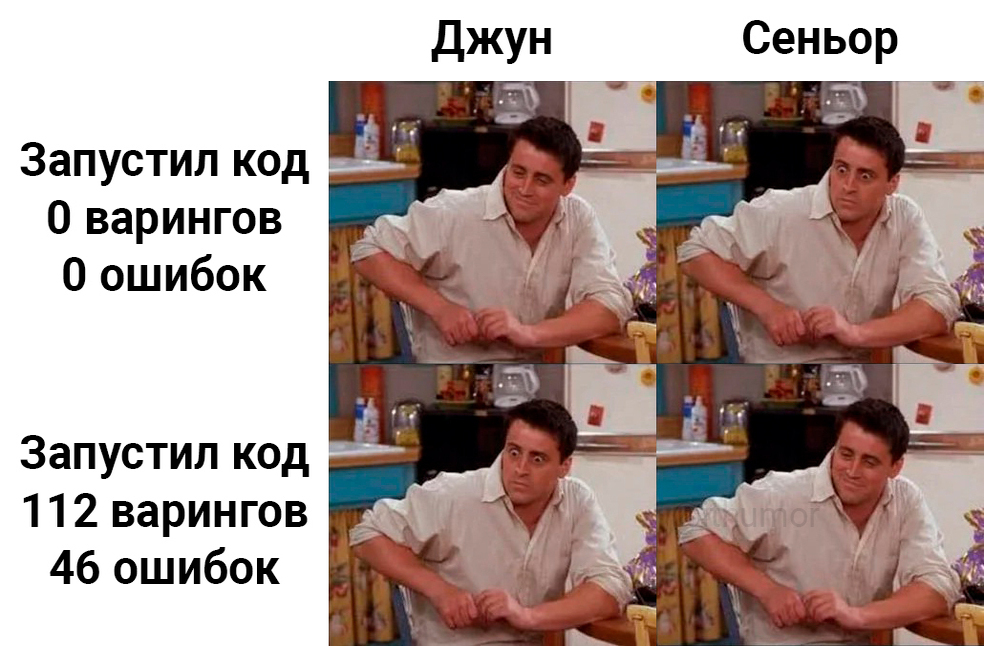 Джун
Сеньор
Запустил код
0 варингов
0 ошибок
Запустил код
112 варингов
46 ошибок